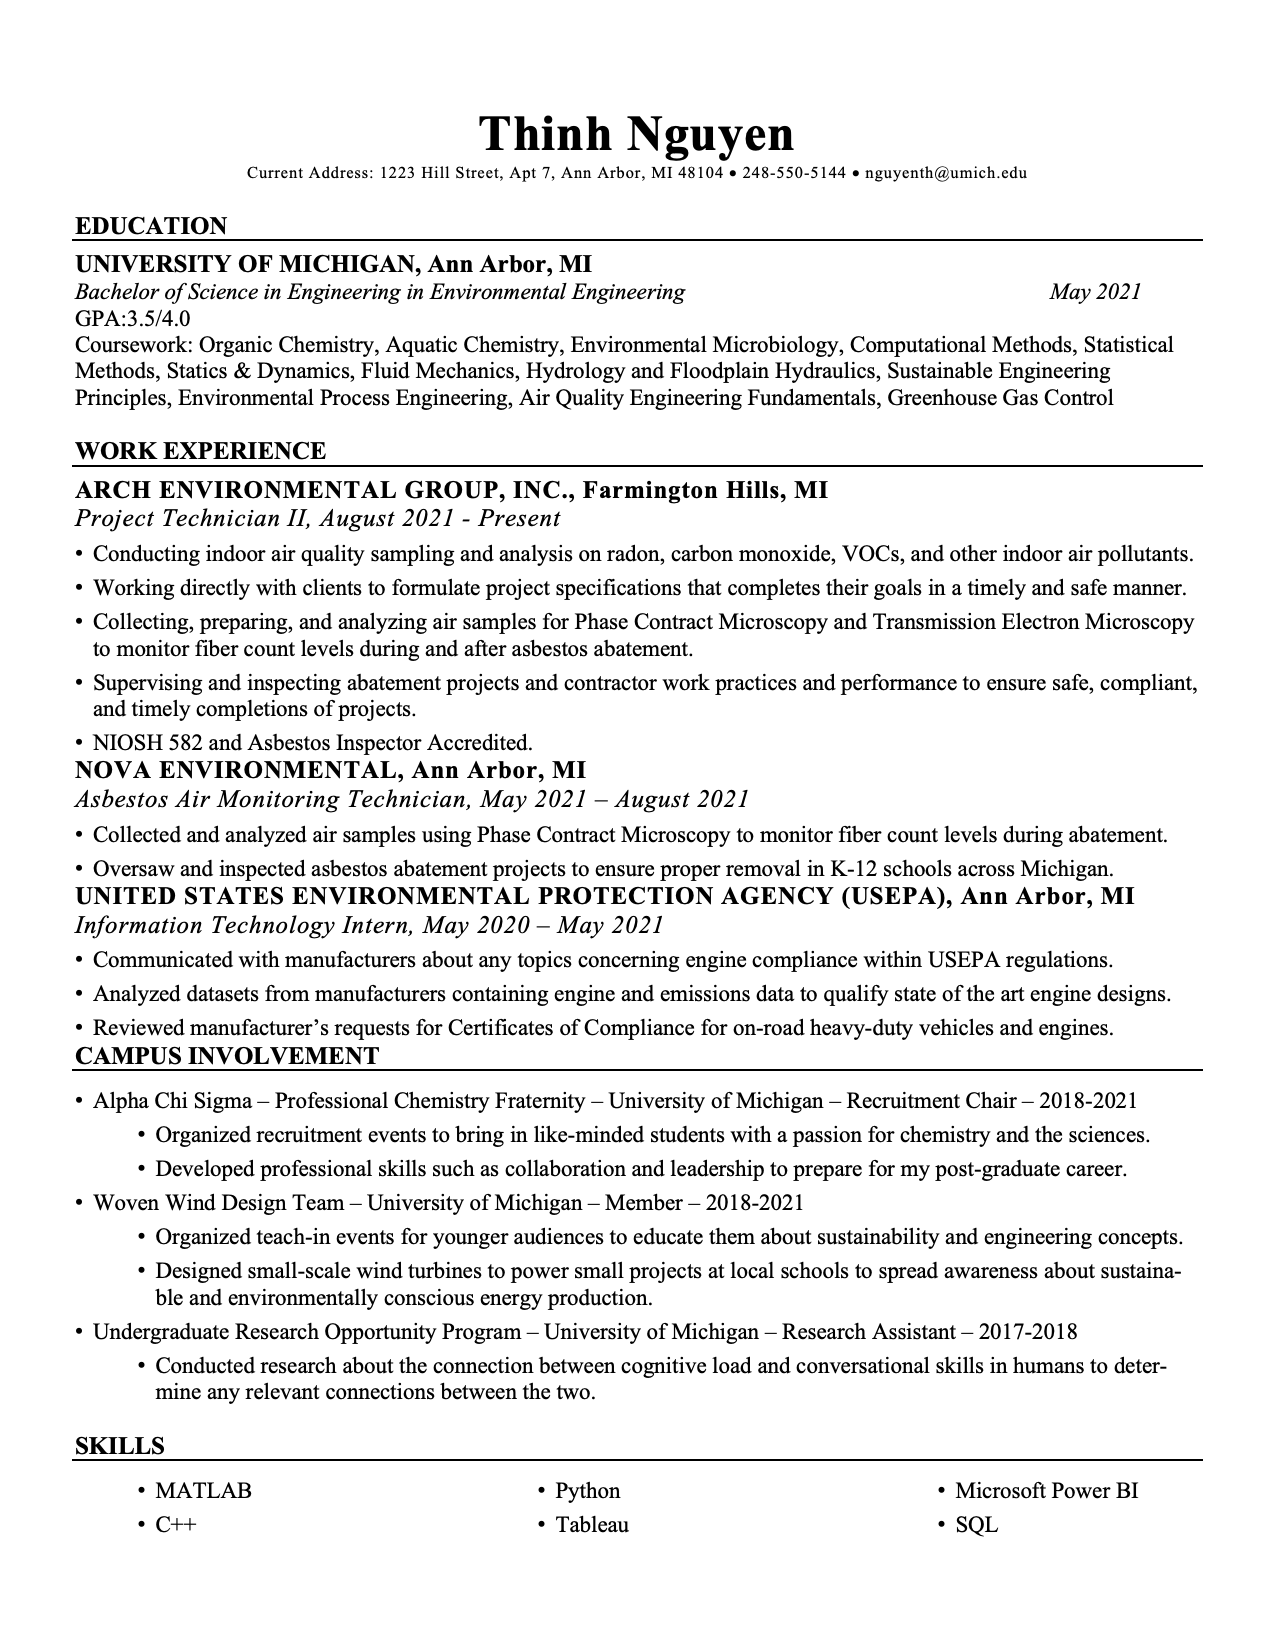 Thinh Nguyen
Current Address: 1223 Hill Street, Apt 7, Ann Arbor, MI 48104 • 248-550-5144 • nguyenth@umich.edu
EDUCATION
UNIVERSITY OF MICHIGAN, Ann Arbor, MI
Bachelor of Science in Engineering in Environmental Engineering May 2021
GPA:3.5/4.0
Coursework: Organic Chemistry, Aquatic Chemistry, Environmental Microbiology, Computational Methods, Statistical
Methods, Statics & Dynamics, Fluid Mechanics, Hydrology and Floodplain Hydraulics, Sustainable Engineering
Principles, Environmental Process Engineering, Air Quality Engineering Fundamentals, Greenhouse Gas Control
WORK EXPERIENCE
ARCH ENVIRONMENTAL GROUP, INC., Farmington Hills, MI
Project Technician II, August 2021 - Present
• Conducting indoor air quality sampling and analysis on radon, carbon monoxide, VOCs, and other indoor air pollutants.
• Working directly with clients to formulate project specifications that completes their goals in a timely and safe manner.
• Collecting, preparing, and analyzing air samples for Phase Contract Microscopy and Transmission Electron Microscopy
to monitor fiber count levels during and after asbestos abatement.
• Supervising and inspecting abatement projects and contractor work practices and performance to ensure safe, compliant,
and timely completions of projects.
• NIOSH 582 and Asbestos Inspector Accredited.
NOVA ENVIRONMENTAL, Ann Arbor, MI
Asbestos Air Monitoring Technician, May 2021 – August 2021
• Collected and analyzed air samples using Phase Contract Microscopy to monitor fiber count levels during abatement.
• Oversaw and inspected asbestos abatement projects to ensure proper removal in K-12 schools across Michigan.
UNITED STATES ENVIRONMENTAL PROTECTION AGENCY (USEPA), Ann Arbor, MI
Information Technology Intern, May 2020 – May 2021
• Communicated with manufacturers about any topics concerning engine compliance within USEPA regulations.
• Analyzed datasets from manufacturers containing engine and emissions data to qualify state of the art engine designs.
• Reviewed manufacturer’s requests for Certificates of Compliance for on-road heavy-duty vehicles and engines.
CAMPUS INVOLVEMENT
• Alpha Chi Sigma – Professional Chemistry Fraternity – University of Michigan – Recruitment Chair – 2018-2021
• Organized recruitment events to bring in like-minded students with a passion for chemistry and the sciences.
• Developed professional skills such as collaboration and leadership to prepare for my post-graduate career.
• Woven Wind Design Team – University of Michigan – Member – 2018-2021
• Organized teach-in events for younger audiences to educate them about sustainability and engineering concepts.
• Designed small-scale wind turbines to power small projects at local schools to spread awareness about sustaina-
ble and environmentally conscious energy production.
• Undergraduate Research Opportunity Program – University of Michigan – Research Assistant – 2017-2018
• Conducted research about the connection between cognitive load and conversational skills in humans to deter-
mine any relevant connections between the two.
SKILLS
• MATLAB • Python • Microsoft Power BI
• C++ • Tableau • SQL